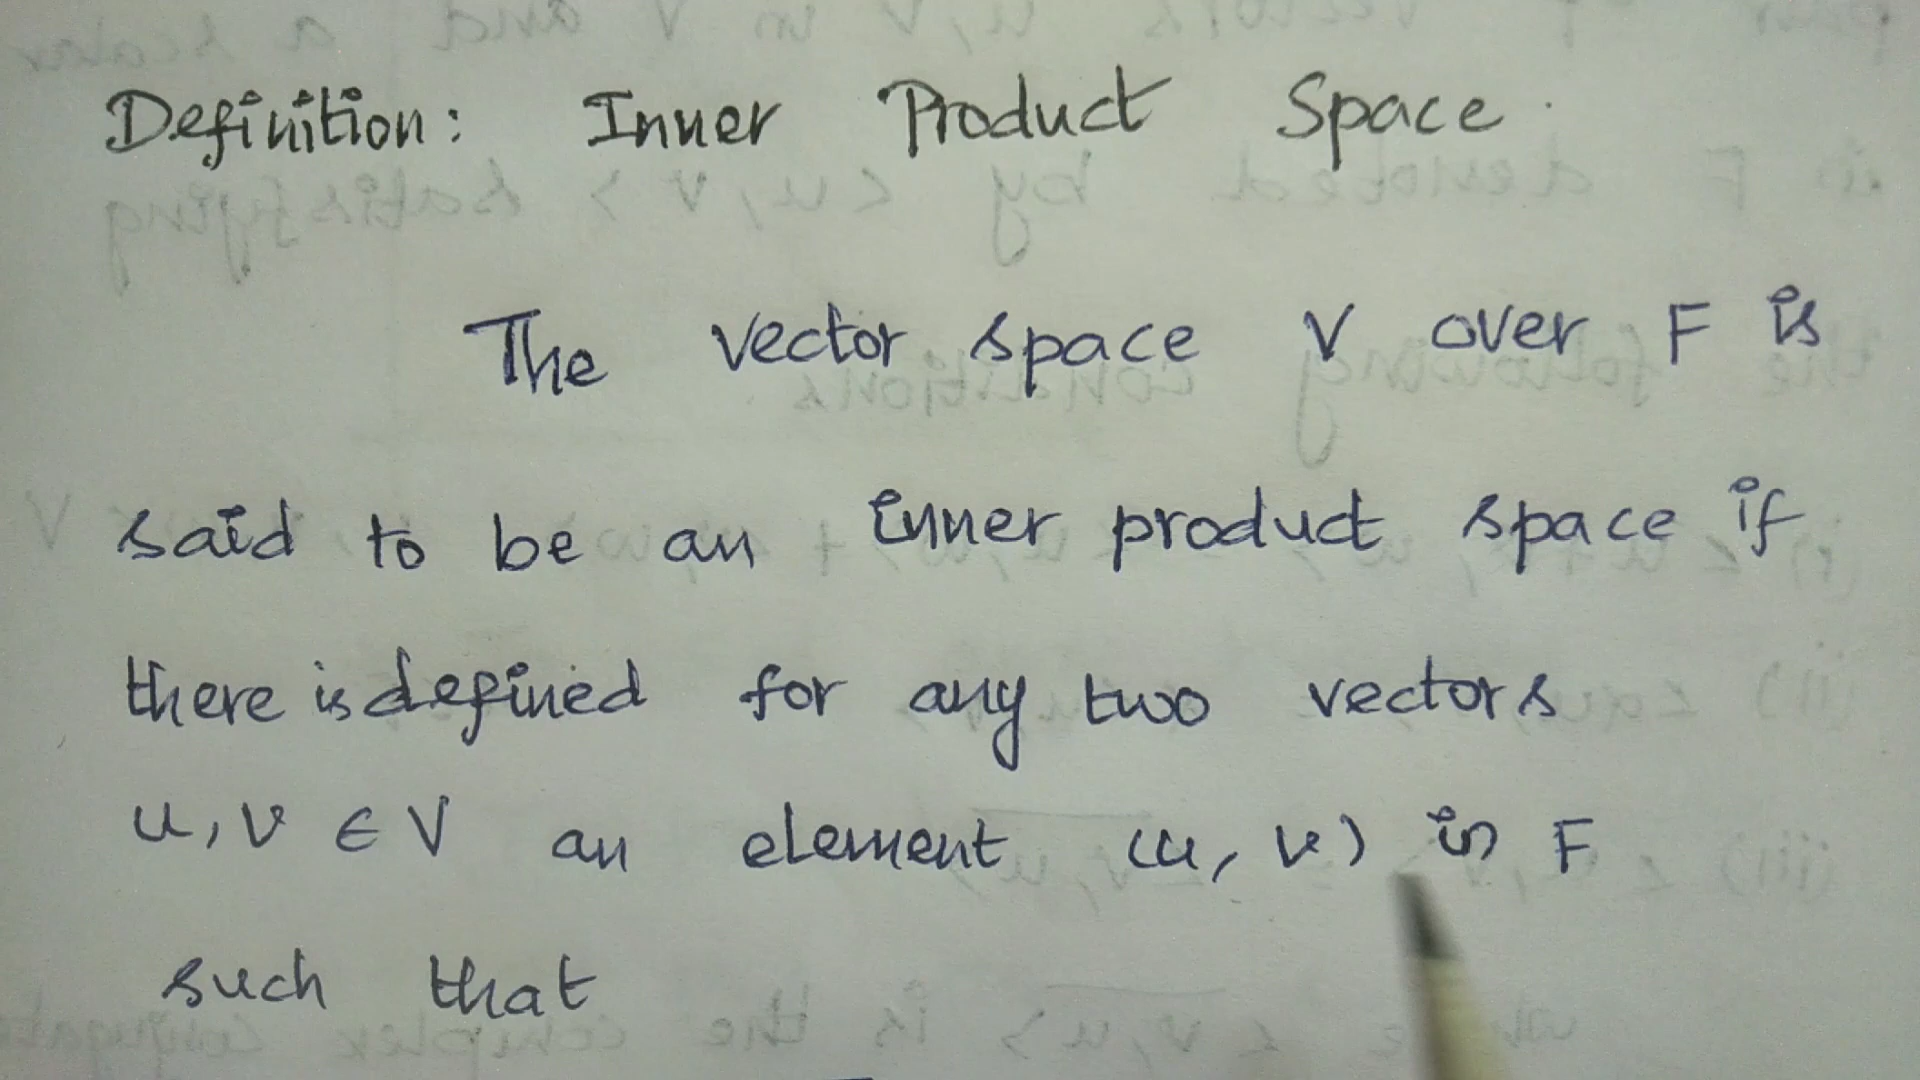 Definition: Inner Product Space.
The vector space V over F is
said to be an inner product space if
there is defined for any two vectors
u, v ∈ V an element (u, v) in F
such that